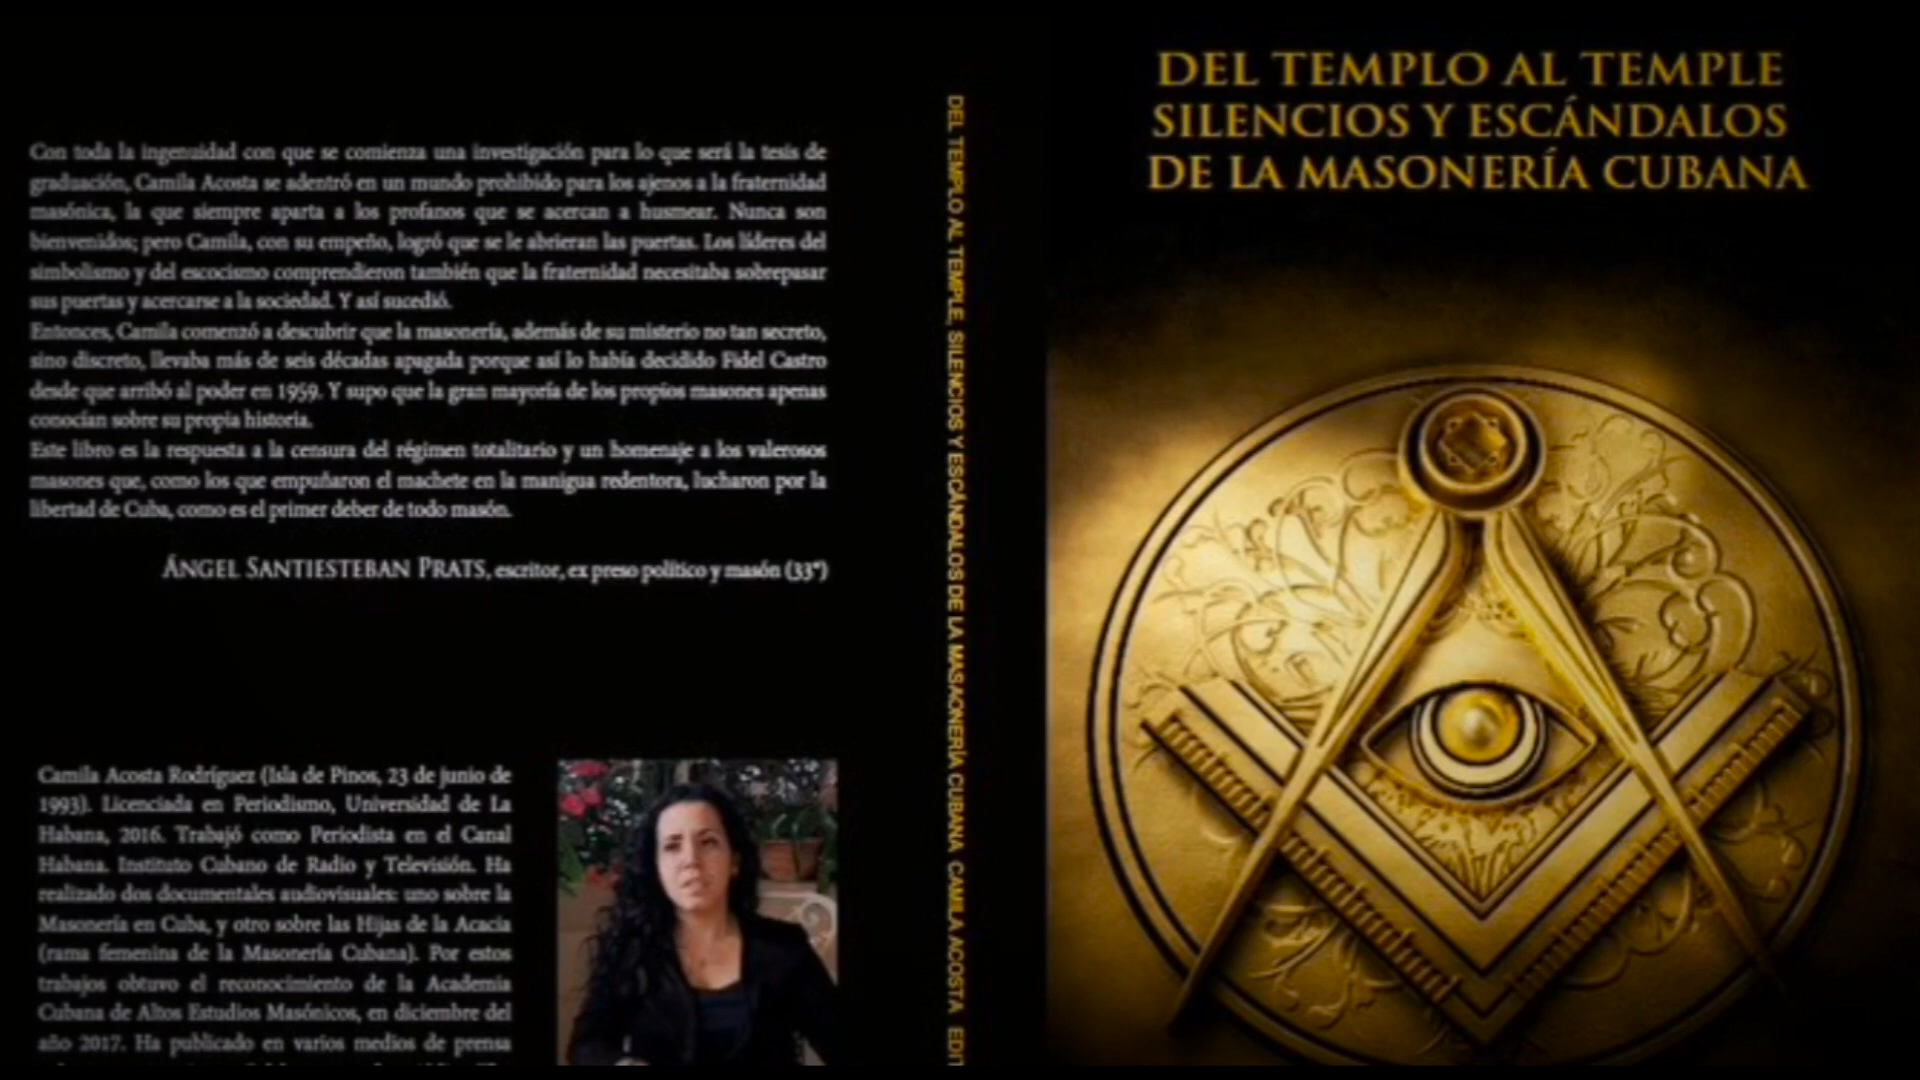 Con toda la ingenuidad con que se comienza una investigación para lo que será la tesis de
graduación, Camila Acosta se adentró en un mundo prohibido para los ajenos a la fraternidad
masónica, la que siempre aparta a los profanos que se acercan a husmear. Nunca son
bienvenidos; pero Camila, con su empeño, logró que se le abrieran las puertas. Los líderes del
simbolismo y del escocismo comprendieron también que la fraternidad necesitaba sobrepasar
sus puertas y acercarse a la sociedad. Y así sucedió.
Entonces, Camila comenzó a descubrir que la masonería, además de su misterio no tan secreto,
sino discreto, llevaba más de seis décadas apagada porque así lo había decidido Fidel Castro
desde que arribó al poder en 1959. Y supo que la gran mayoría de los propios masones apenas
conocían sobre su propia historia.
Este libro es la respuesta a la censura del régimen totalitario y un homenaje a los valerosos
masones que, como los que empuñaron el machete en la manigua redentora, lucharon por la
libertad de Cuba, como es el primer deber de todo masón.
ÁNGEL SANTIESTEBAN PRATS, escritor, ex preso político y masón (33°)
Camila Acosta Rodríguez (Isla de Pinos, 23 de junio de
1993). Licenciada en Periodismo, Universidad de La
Habana, 2016. Trabajó como Periodista en el Canal
Habana. Instituto Cubano de Radio y Televisión. Ha
realizado dos documentales audiovisuales: uno sobre la
Masonería en Cuba, y otro sobre las Hijas de la Acacia
(rama femenina de la Masonería Cubana). Por estos
trabajos obtuvo el reconocimiento de la Academia
Cubana de Altos Estudios Masónicos, en diciembre del
año 2017. Ha publicado en varios medios de prensa
DEL TEMPLO AL TEMPLE, SILENCIOS Y ESCÁNDALOS DE LA MASAONERÍA CUBANA CAMILA ACOSTA EDIT
DEL TEMPLO AL TEMPLE
SILENCIOS Y ESCÁNDALOS
DE LA MASONERÍA CUBANA